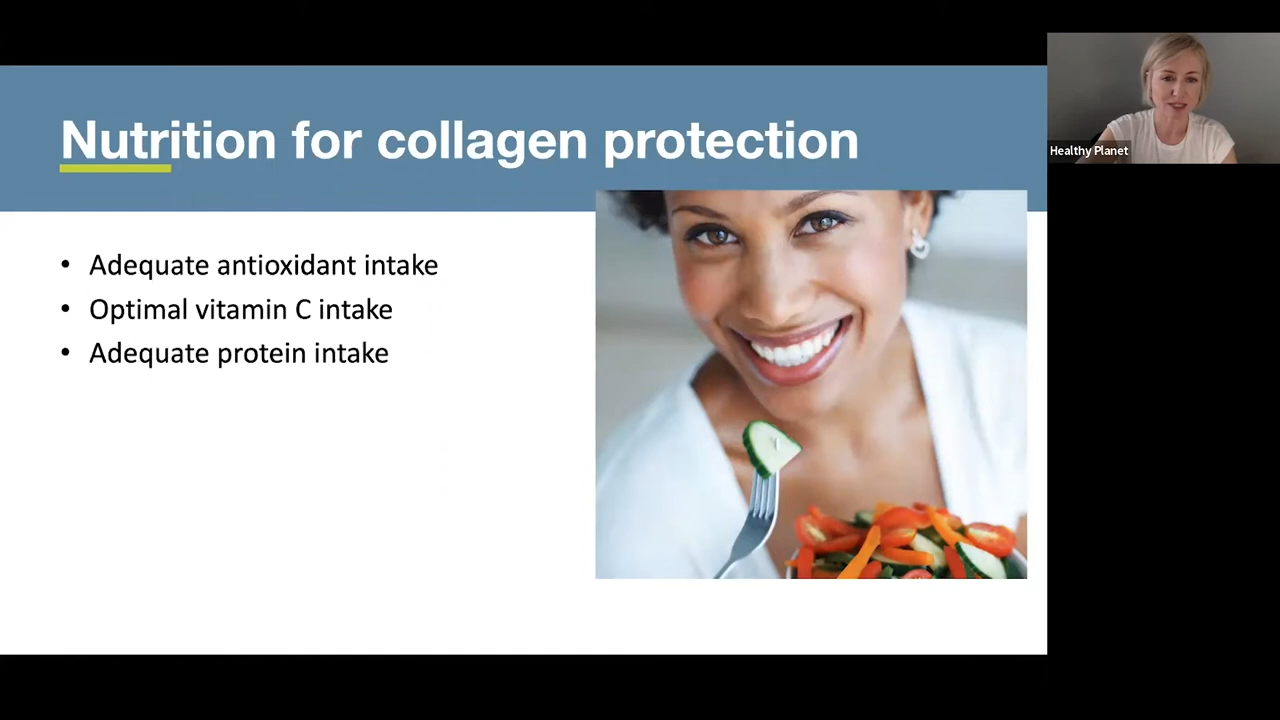 Nutrition for collagen protection
• Adequate antioxidant intake
• Optimal vitamin C intake
• Adequate protein intake
Healthy Planet